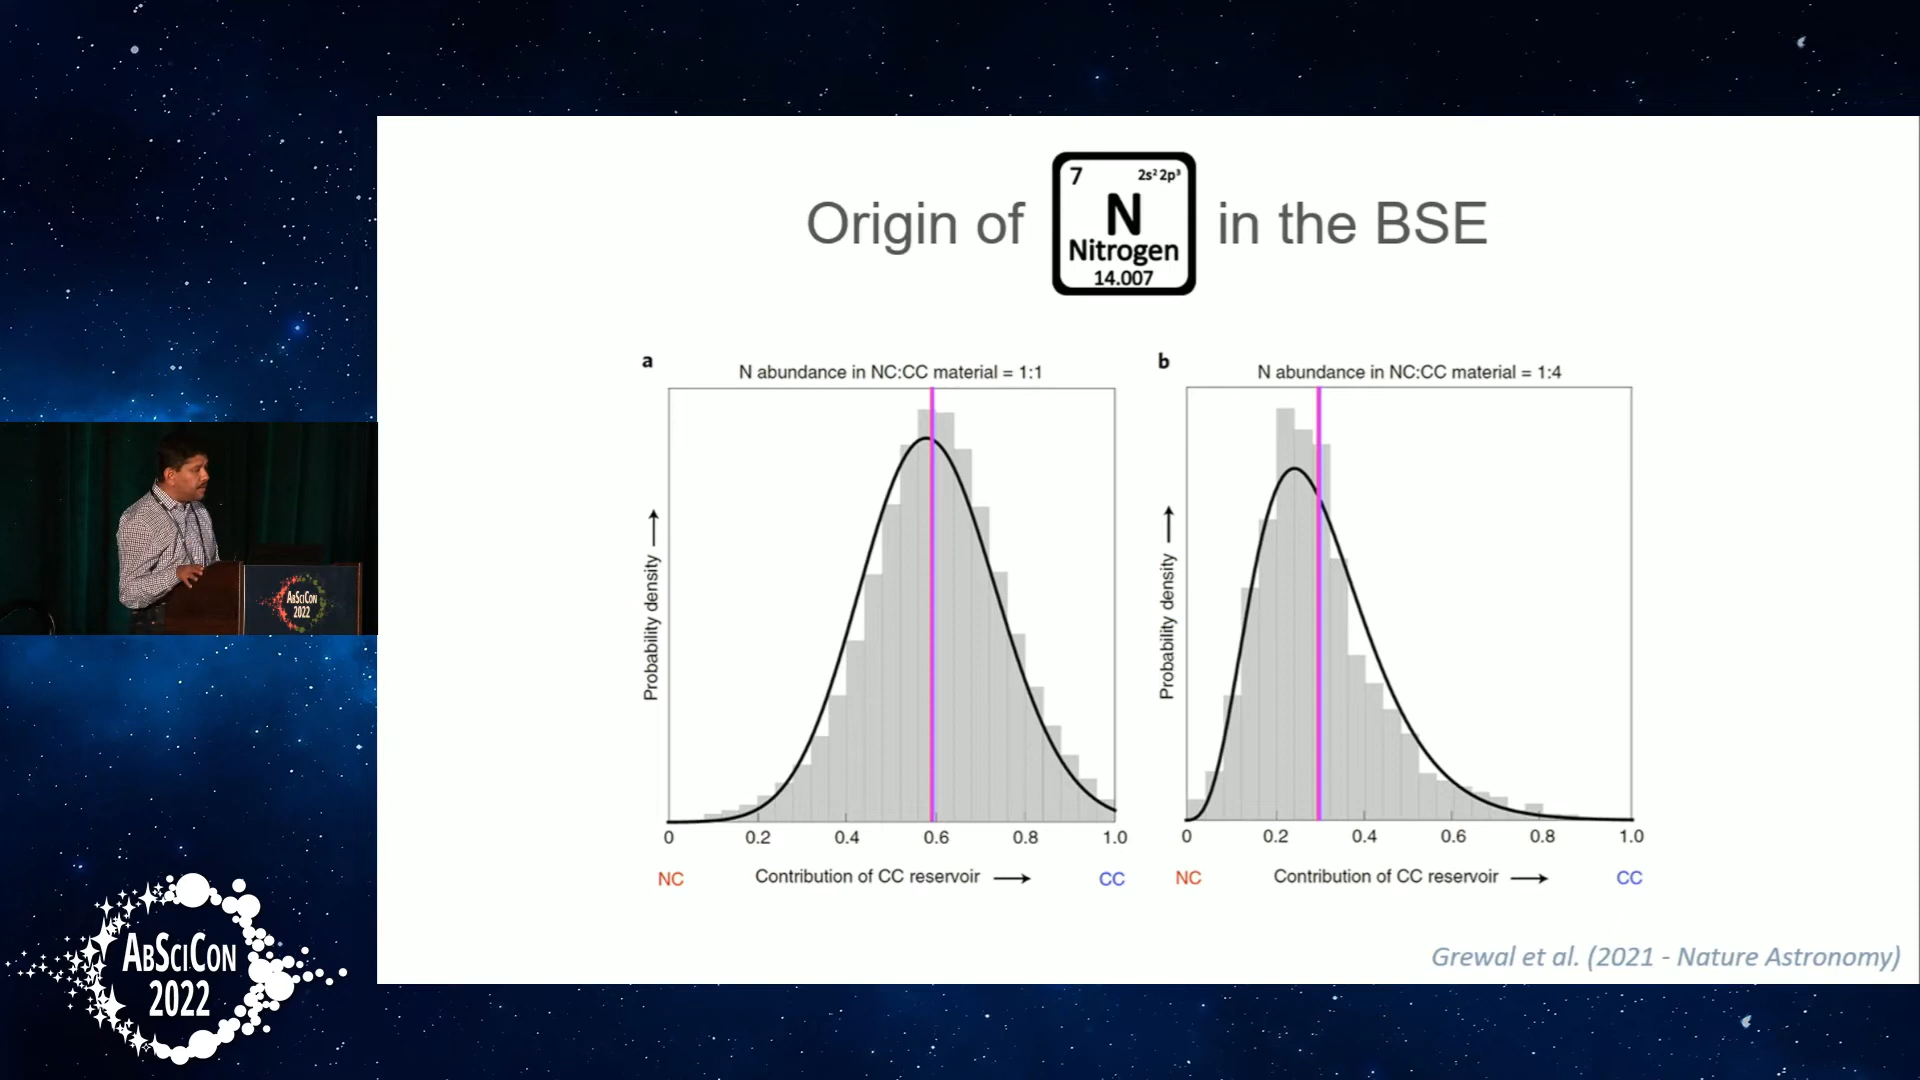 Origin of
7
2s² 2p³
N
Nitrogen
14.007
in the BSE
a
N abundance in NC:CC material = 1:1
Probability density
0 0.2 0.4 0.6 0.8 1.0
NC Contribution of CC reservoir CC
b
N abundance in NC:CC material = 1:4
Probability density
0 0.2 0.4 0.6 0.8 1.0
NC Contribution of CC reservoir CC
Grewal et al. (2021 - Nature Astronomy)
ABSCICON
2022
ABSCICON
2022